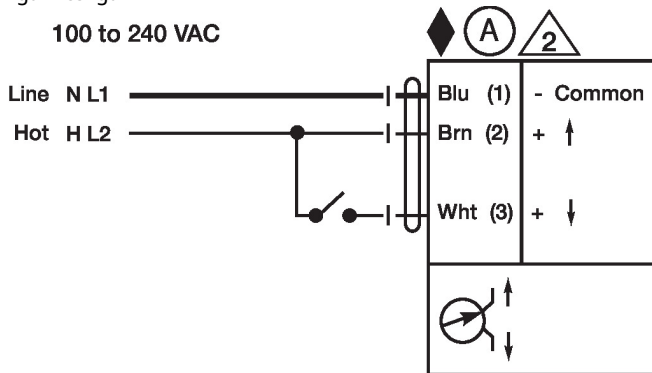 100 to 240 VAC
A
2
Line N L1
Blu (1) - Common
Hot H L2
Brn (2) + ↑
Wht (3) + ↓